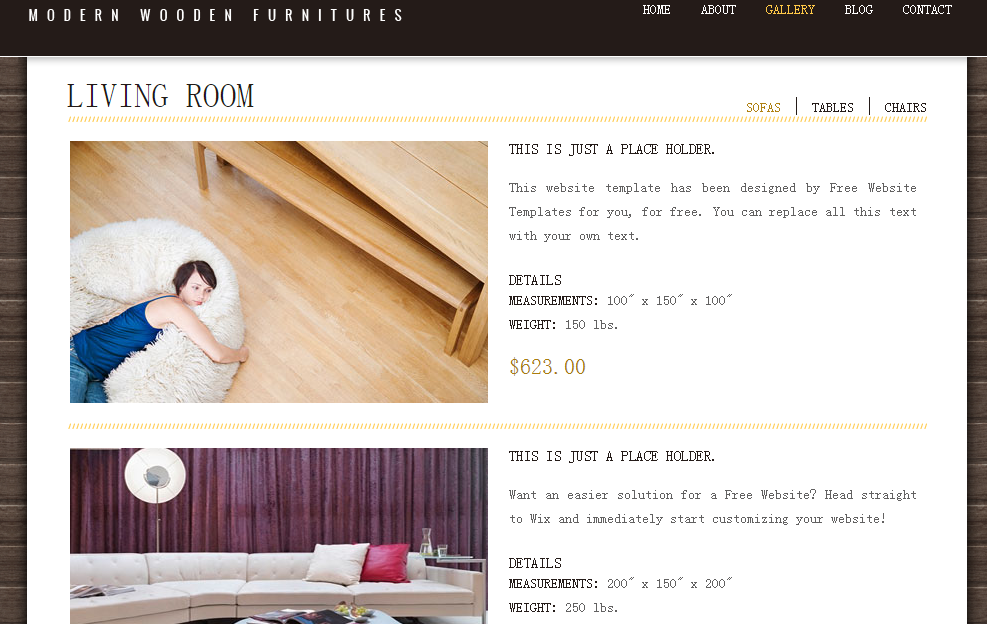 MODERN WOODEN FURNITURES
HOME ABOUT GALLERY BLOG CONTACT
LIVING ROOM
SOFAS TABLES CHAIRS
THIS IS JUST A PLACE HOLDER.
This website template has been designed by Free Website
Templates for you, for free. You can replace all this text
with your own text.
DETAILS
MEASUREMENTS: 100″ x 150″ x 100″
WEIGHT: 150 lbs.
$623.00
THIS IS JUST A PLACE HOLDER.
Want an easier solution for a Free Website? Head straight
to Wix and immediately start customizing your website!
DETAILS
MEASUREMENTS: 200″ x 150″ x 200″
WEIGHT: 250 lbs.